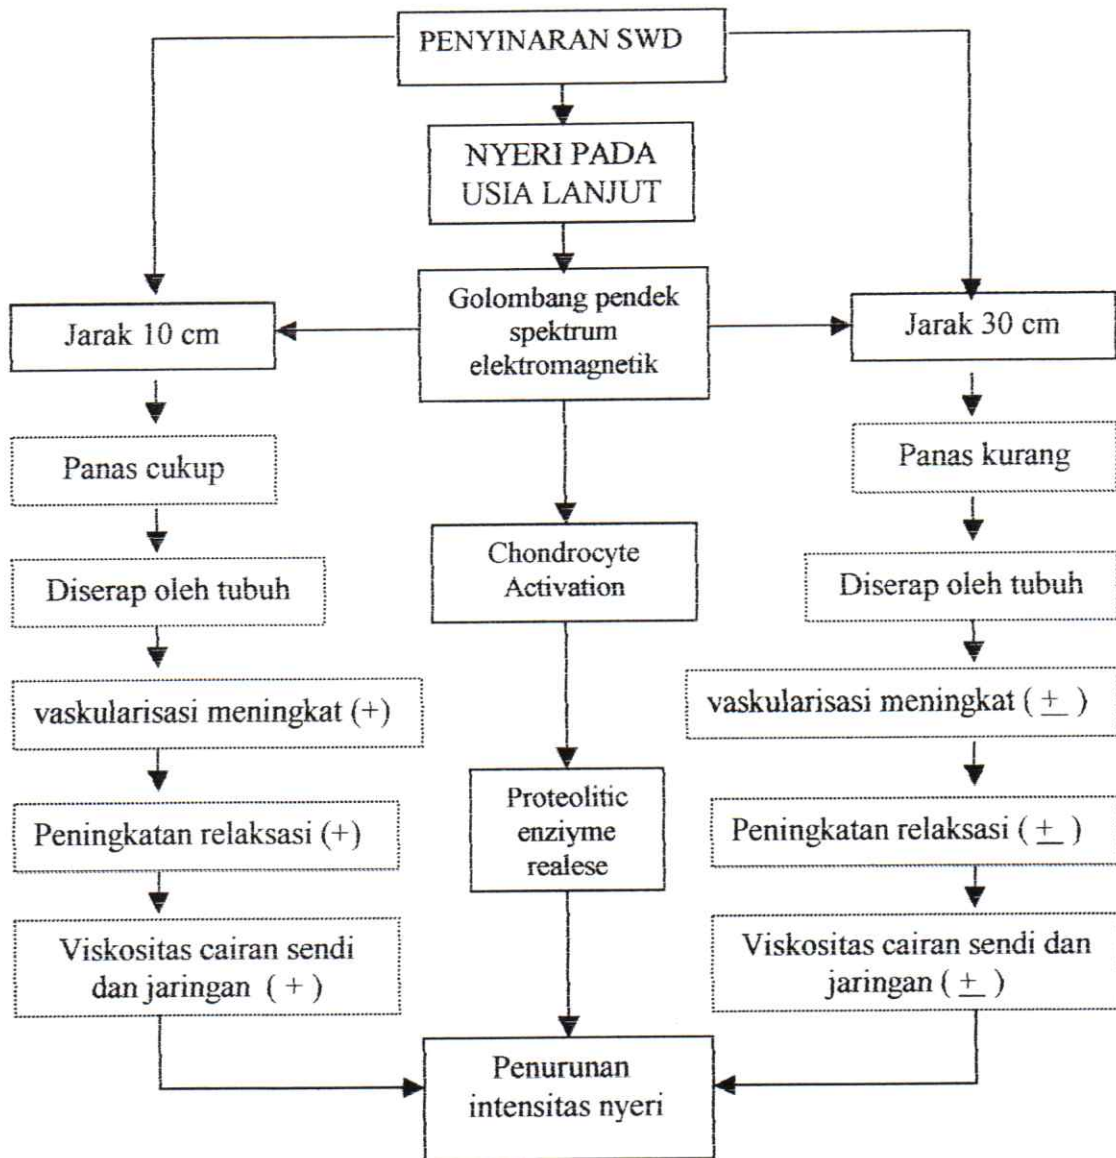 PENYINARAN SWD
NYERI PADA
USIA LANJUT
Golombang pendek
spektrum
elektromagnetik
Jarak 10 cm
Jarak 30 cm
Panas cukup
Panas kurang
Chondrocyte
Activation
Diserap oleh tubuh
Diserap oleh tubuh
vaskularisasi meningkat (+)
vaskularisasi meningkat ( ± )
Proteolitic
enziyme
realese
Peningkatan relaksasi (+)
Peningkatan relaksasi ( ± )
Viskositas cairan sendi
dan jaringan ( + )
Viskositas cairan sendi dan
jaringan ( ± )
Penurunan
intensitas nyeri